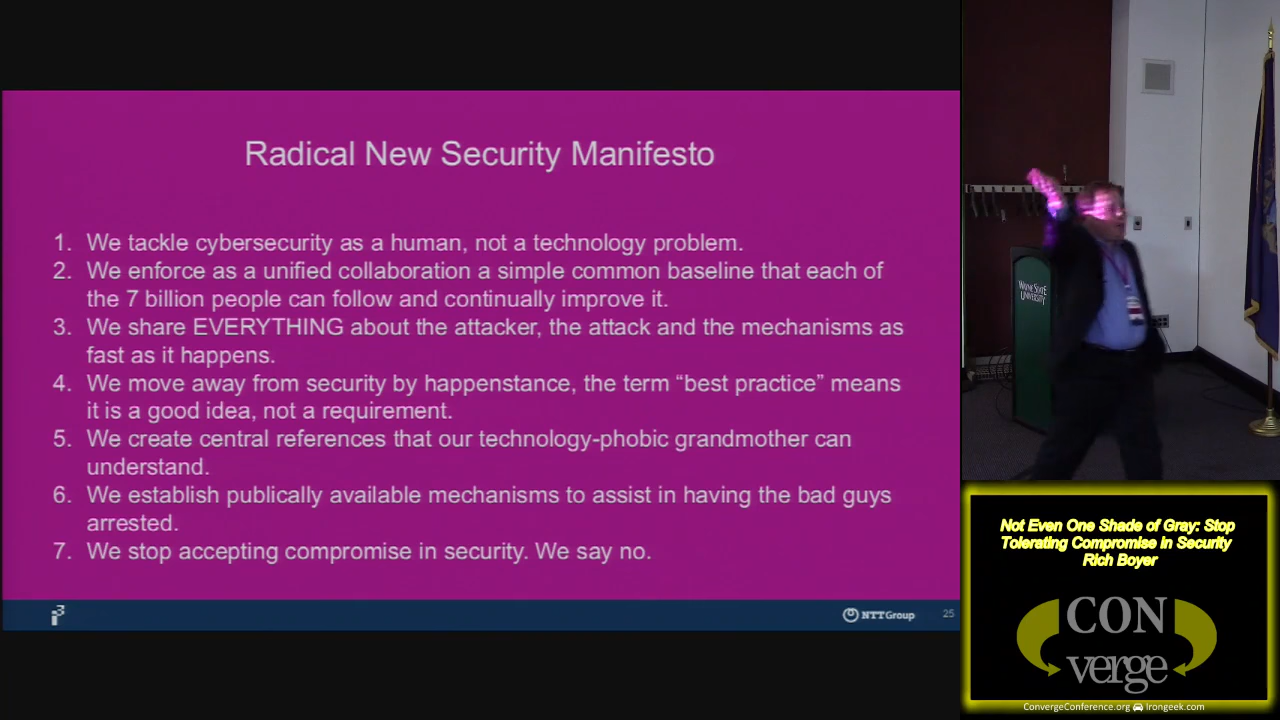 Radical New Security Manifesto
1. We tackle cybersecurity as a human, not a technology problem.
2. We enforce as a unified collaboration a simple common baseline that each of
the 7 billion people can follow and continually improve it.
3. We share EVERYTHING about the attacker, the attack and the mechanisms as
fast as it happens.
4. We move away from security by happenstance, the term “best practice” means
it is a good idea, not a requirement.
5. We create central references that our technology-phobic grandmother can
understand.
6. We establish publically available mechanisms to assist in having the bad guys
arrested.
7. We stop accepting compromise in security. We say no.
i3
NTT Group
25
WAYNE STATE
UNIVERSITY
Not Even One Shade of Gray: Stop
Tolerating Compromise in Security
Rich Boyer
CON
verge
ConvergeConference.org Irongeek.com